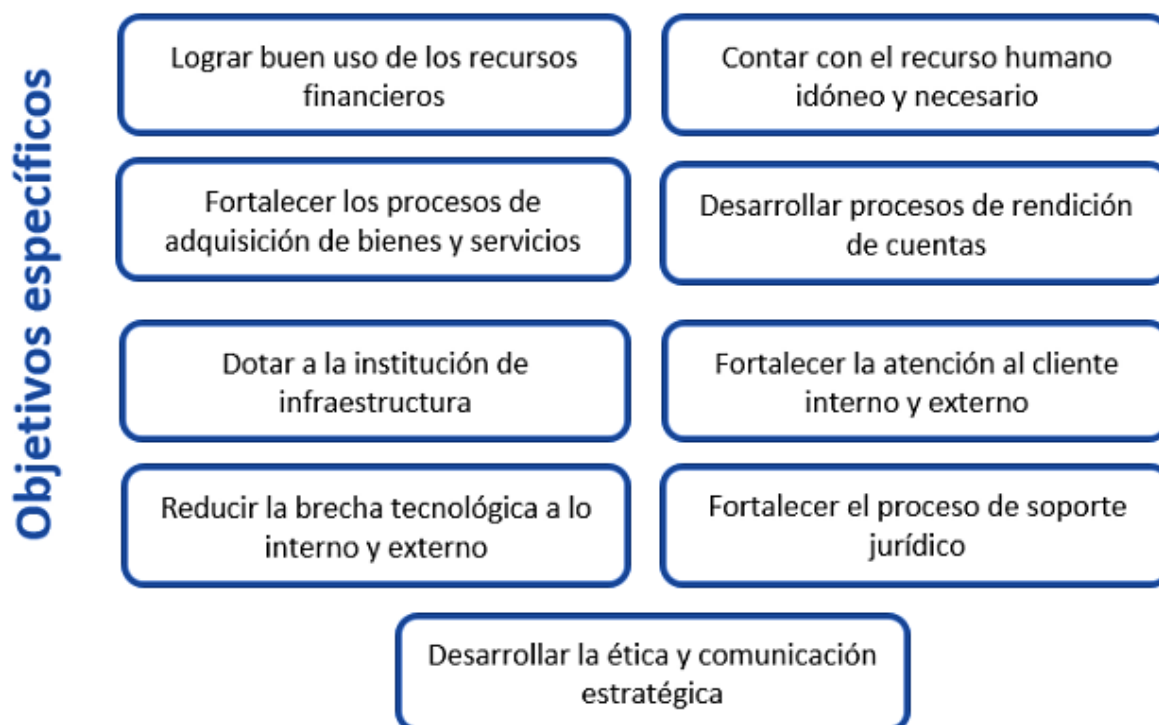 Objetivos específicos
Lograr buen uso de los recursos
financieros
Contar con el recurso humano
idóneo y necesario
Fortalecer los procesos de
adquisición de bienes y servicios
Desarrollar procesos de rendición
de cuentas
Dotar a la institución de
infraestructura
Fortalecer la atención al cliente
interno y externo
Reducir la brecha tecnológica a lo
interno y externo
Fortalecer el proceso de soporte
jurídico
Desarrollar la ética y comunicación
estratégica